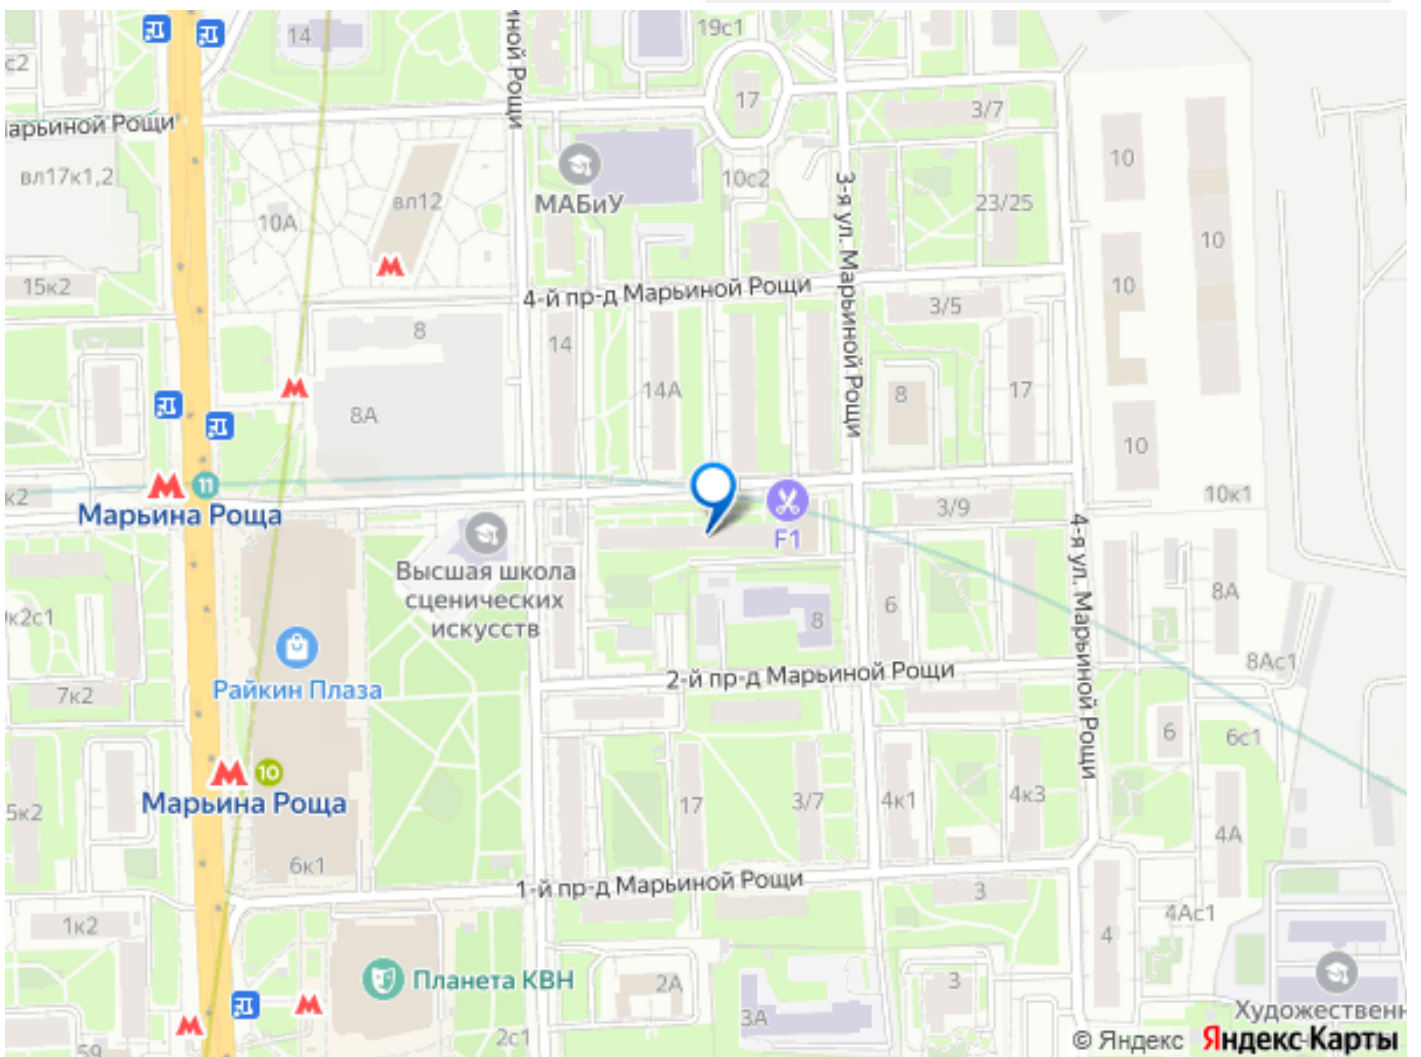 14
19с1
с2
иной Рощи
17
3/7
арьиной Рощи
10
вл17к1,2
вл12
МАБиУ
10с2
3-я ул. Марьиной Рощи
23/25
10А
10
15к2
4-й пр-д Марьиной Рощи
10
3/5
8
14
14А
8
17
8А
10
11
к2
Марьина Роща
10к1
3/9
F1
4-я ул. Марьиной Рощи
Высшая школа
сценических
искусств
8А
6
8
к2с1
Райкин Плаза
2-й пр-д Марьиной Рощи
8Ас1
7к2
6
6с1
10
Марьина Роща
17
3/7
4к1
4к3
5к2
4А
6к1
1-й пр-д Марьиной Рощи
3
1к2
4Ас1
4
Планета КВН
2А
3
Художественн
3А
2с1
59
© Яндекс Яндекс Карты